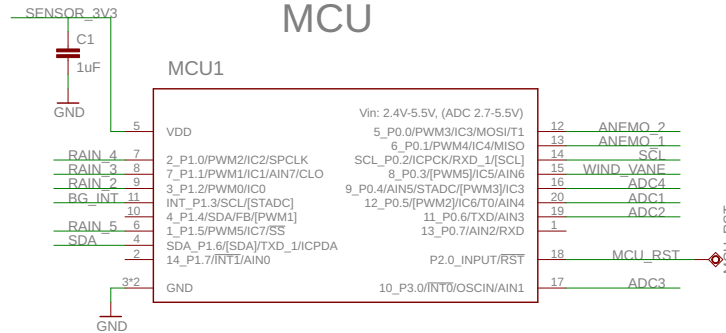 MCU
SENSOR_3V3
C1
1uF
GND
MCU1
Vin: 2.4V-5.5V, (ADC 2.7-5.5V)
5 VDD 5_P0.0/PWM3/IC3/MOSI/T1 12 ANEMO_2
6_P0.1/PWM4/IC4/MISO 13 ANEMO_1
RAIN_4 7 2_P1.0/PWM2/IC2/SPCLK SCL_P0.2/ICPCK/RXD_1/[SCL] 14 SCL
RAIN_3 8 7_P1.1/PWM1/IC1/AIN7/CLO 8_P0.3/[PWM5]/IC5/AIN6 15 WIND_VANE
RAIN_2 9 3_P1.2/PWM0/IC0 9_P0.4/AIN5/STADC/[PWM3]/IC3 16 ADC4
BG_INT 11 INT_P1.3/SCL/[STADC] 12_P0.5/[PWM2]/IC6/T0/AIN4 20 ADC1
10 4_P1.4/SDA/FB/[PWM1] 11_P0.6/TXD/AIN3 19 ADC2
RAIN_5 6 1_P1.5/PWM5/IC7/SS 13_P0.7/AIN2/RXD 1
SDA 4 SDA_P1.6/[SDA]/TXD_1/ICPDA
2 14_P1.7/INT1/AIN0 P2.0_INPUT/RST 18 MCU_RST
MCU_RST
3*2 GND 10_P3.0/INT0/OSCIN/AIN1 17 ADC3
GND